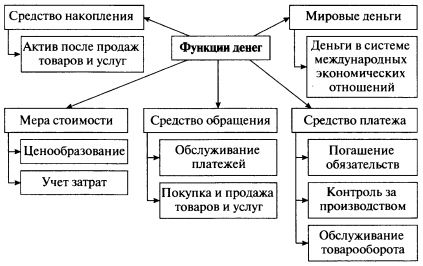 Средство накопления
Функции денег
Мировые деньги
Актив после продаж
товаров и услуг
Деньги в системе
международных
экономических
отношений
Мера стоимости
Средство обращения
Средство платежа
Ценообразование
Учет затрат
Обслуживание
платежей
Покупка и продажа
товаров и услуг
Погашение
обязательств
Контроль за
производством
Обслуживание
товарооборота